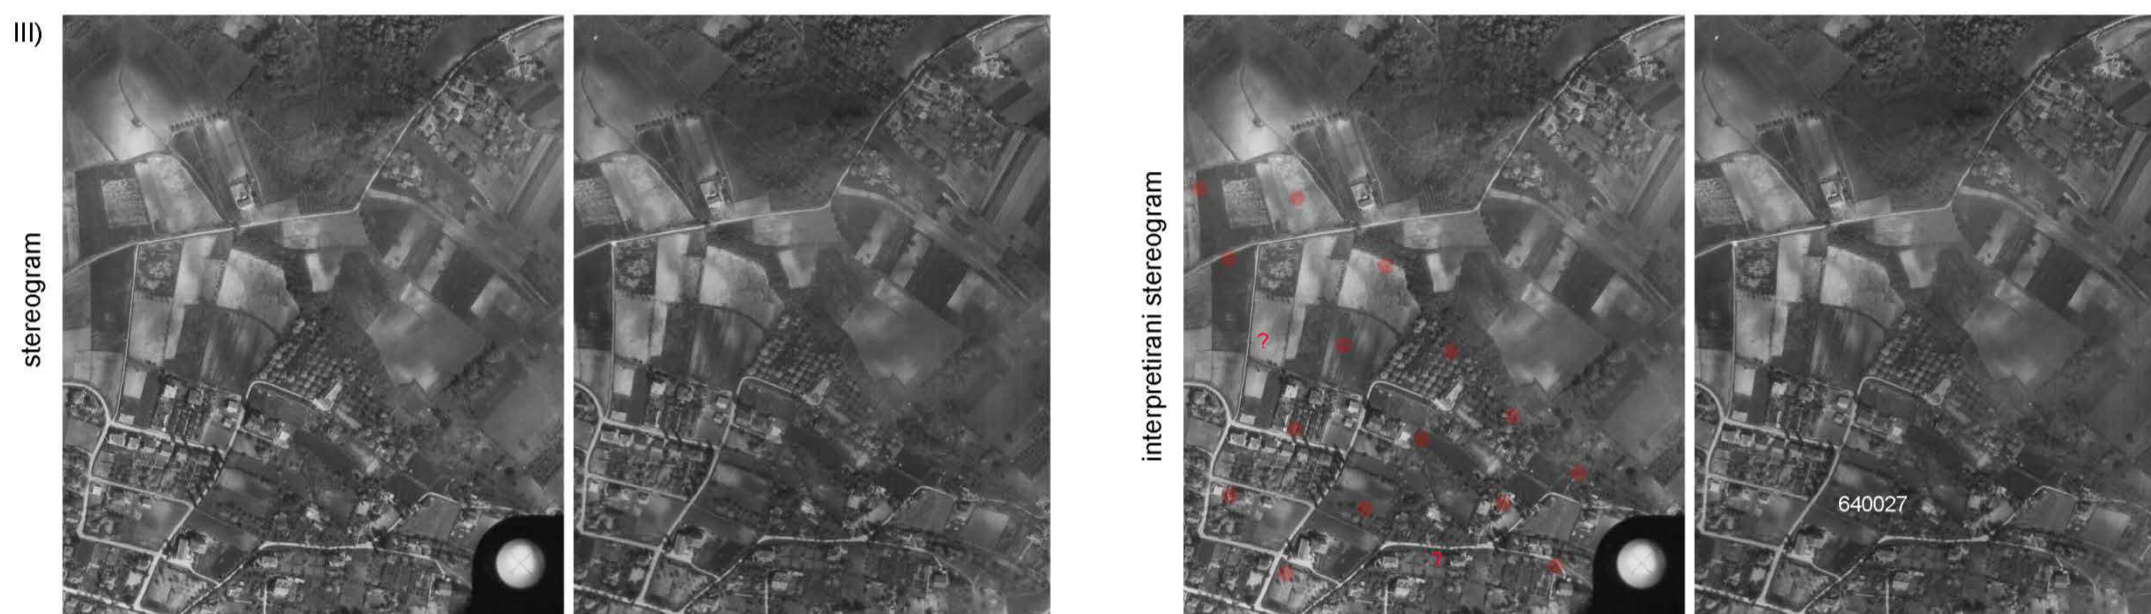 III)
stereogram
interpretirani stereogram
?
640027
?